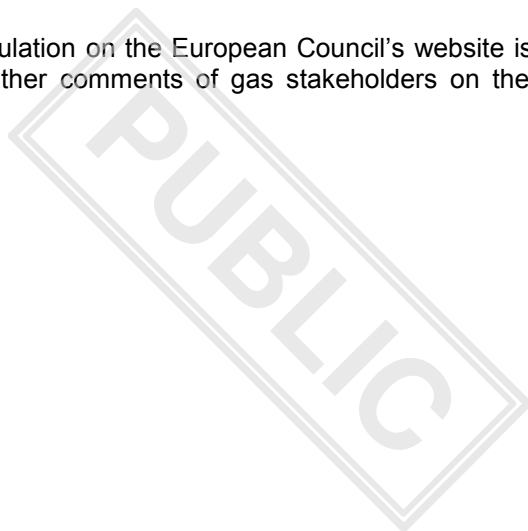 ulation on the European Council’s website is
ther comments of gas stakeholders on the
PUBLIC